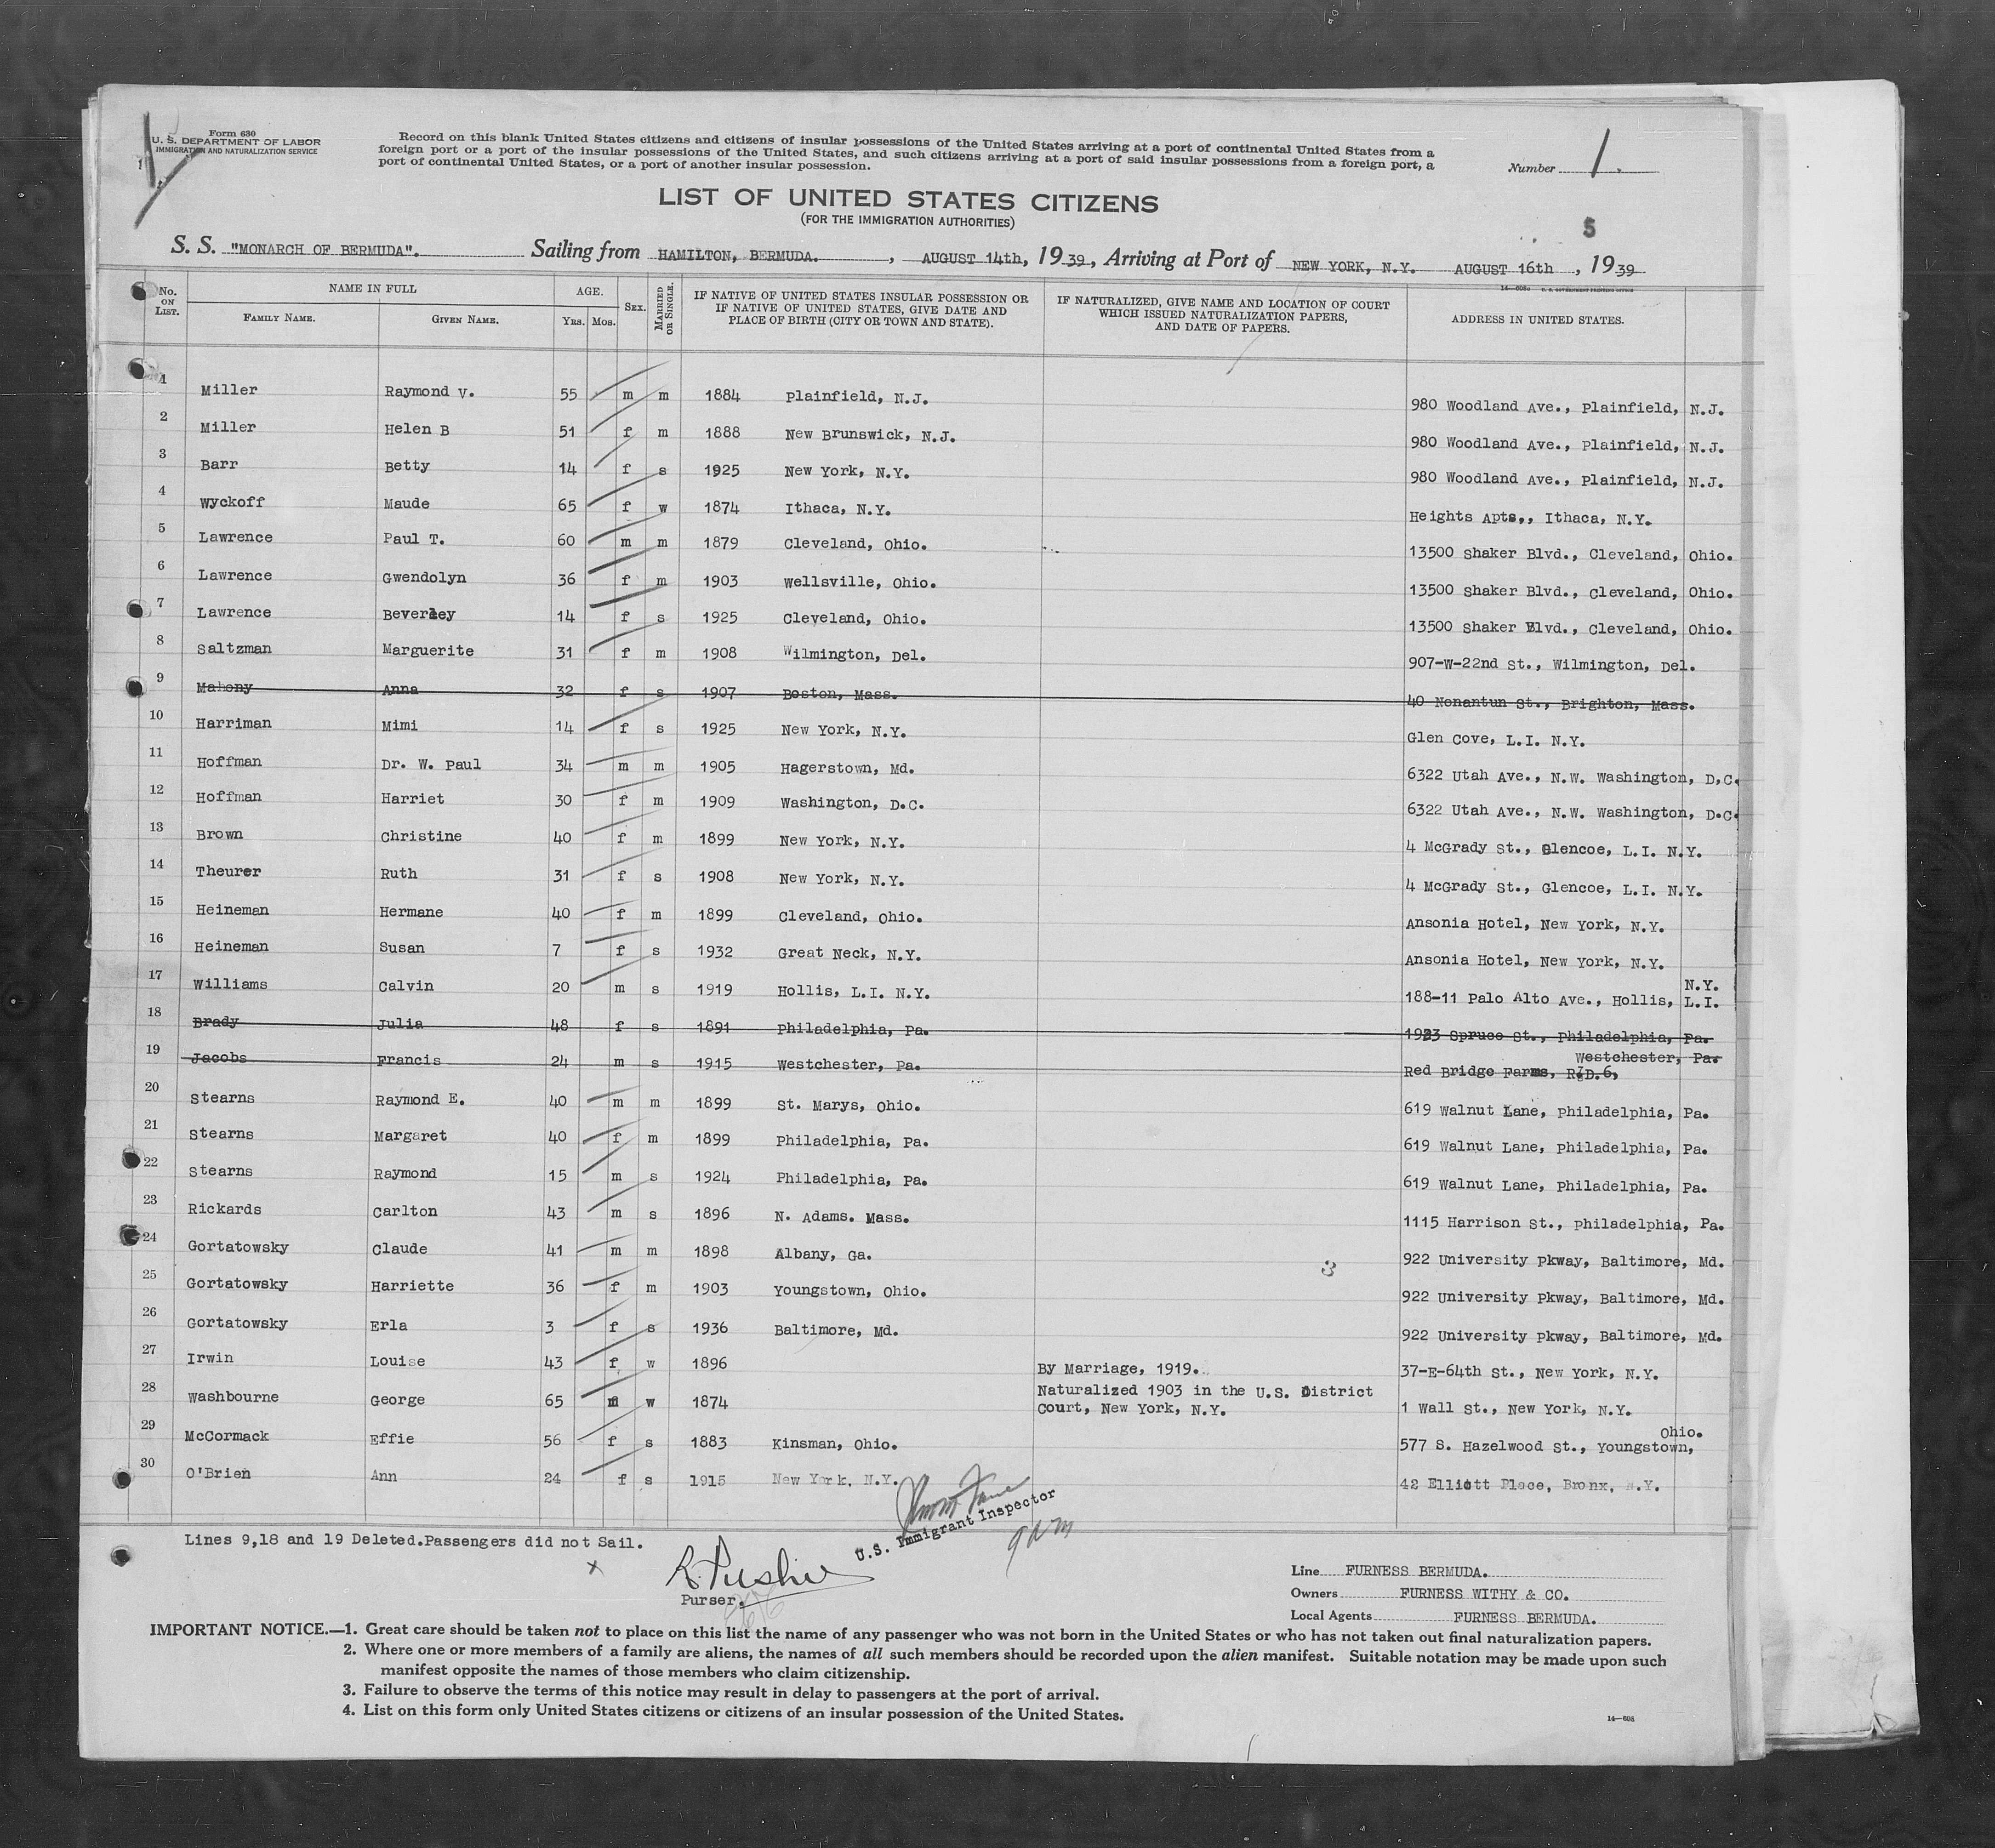 Form 630
U. S. DEPARTMENT OF LABOR
IMMIGRATION AND NATURALIZATION SERVICE
Record on this blank United States citizens and citizens of insular possessions of the United States arriving at a port of continental United States from a
foreign port or a port of the insular possessions of the United States, and such citizens arriving at a port of said insular possessions from a foreign port, a
port of continental United States, or a port of another insular possession.
Number 1.
LIST OF UNITED STATES CITIZENS
(FOR THE IMMIGRATION AUTHORITIES)
5
S. S. "MONARCH OF BERMUDA". Sailing from HAMILTON, BERMUDA. , AUGUST 14th, 1939, Arriving at Port of NEW YORK, N.Y. AUGUST 16th , 1939
No. ON LIST. NAME IN FULL FAMILY NAME. GIVEN NAME. AGE. YRS. MOS. SEX. MARRIED OR SINGLE. IF NATIVE OF UNITED STATES INSULAR POSSESSION OR IF NATIVE OF UNITED STATES, GIVE DATE AND PLACE OF BIRTH (CITY OR TOWN AND STATE). IF NATURALIZED, GIVE NAME AND LOCATION OF COURT WHICH ISSUED NATURALIZATION PAPERS, AND DATE OF PAPERS. ADDRESS IN UNITED STATES.
1 Miller Raymond V. 55 m m 1884 Plainfield, N.J. 980 Woodland Ave., Plainfield, N.J.
2 Miller Helen B 51 f m 1888 New Brunswick, N.J. 980 Woodland Ave., Plainfield, N.J.
3 Barr Betty 14 f s 1925 New York, N.Y. 980 Woodland Ave., Plainfield, N.J.
4 Wyckoff Maude 65 f w 1874 Ithaca, N.Y. Heights Apts,, Ithaca, N.Y.
5 Lawrence Paul T. 60 m m 1879 Cleveland, Ohio. 13500 Shaker Blvd., Cleveland, Ohio.
6 Lawrence Gwendolyn 36 f m 1903 Wellsville, Ohio. 13500 Shaker Blvd., Cleveland, Ohio.
7 Lawrence Beverley 14 f s 1925 Cleveland, Ohio. 13500 Shaker Blvd., Cleveland, Ohio.
8 Saltzman Marguerite 31 f m 1908 Wilmington, Del. 907-W-22nd St., Wilmington, Del.
9 Mahony Anna 32 f s 1907 Boston, Mass. 40 Nonantun St., Brighton, Mass.
10 Harriman Mimi 14 f s 1925 New York, N.Y. Glen Cove, L.I. N.Y.
11 Hoffman Dr. W. Paul 34 m m 1905 Hagerstown, Md. 6322 Utah Ave., N.W. Washington, D.C.
12 Hoffman Harriet 30 f m 1909 Washington, D.C. 6322 Utah Ave., N.W. Washington, D.C.
13 Brown Christine 40 f m 1899 New York, N.Y. 4 McGrady St., Glencoe, L.I. N.Y.
14 Theurer Ruth 31 f s 1908 New York, N.Y. 4 McGrady St., Glencoe, L.I. N.Y.
15 Heineman Hermane 40 f m 1899 Cleveland, Ohio. Ansonia Hotel, New York, N.Y.
16 Heineman Susan 7 f s 1932 Great Neck, N.Y. Ansonia Hotel, New York, N.Y.
17 Williams Calvin 20 m s 1919 Hollis, L.I. N.Y. 188-11 Palo Alto Ave., Hollis, L.I. N.Y.
18 Brady Julia 48 f s 1891 Philadelphia, Pa. 1923 Spruce St., Philadelphia, Pa.
19 Jacobs Francis 24 m s 1915 Westchester, Pa. Red Bridge Farms, R.D.6, Westchester, Pa.
20 Stearns Raymond E. 40 m m 1899 St. Marys, Ohio. 619 Walnut Lane, Philadelphia, Pa.
21 Stearns Margaret 40 f m 1899 Philadelphia, Pa. 619 Walnut Lane, Philadelphia, Pa.
22 Stearns Raymond 15 m s 1924 Philadelphia, Pa. 619 Walnut Lane, Philadelphia, Pa.
23 Rickards Carlton 43 m s 1896 N. Adams. Mass. 1115 Harrison St., Philadelphia, Pa.
24 Gortatowsky Claude 41 m m 1898 Albany, Ga. 922 University Pkway, Baltimore, Md.
25 Gortatowsky Harriette 36 f m 1903 Youngstown, Ohio. 3 922 University Pkway, Baltimore, Md.
26 Gortatowsky Erla 3 f s 1936 Baltimore, Md. 922 University Pkway, Baltimore, Md.
27 Irwin Louise 43 f w 1896 By Marriage, 1919. 37-E-64th St., New York, N.Y.
28 Washbourne George 65 m w 1874 Naturalized 1903 in the U.S. District Court, New York, N.Y. 1 Wall St., New York, N.Y.
29 McCormack Effie 56 f s 1883 Kinsman, Ohio. 577 S. Hazelwood St., Youngstown, Ohio.
30 O'Brien Ann 24 f s 1915 New York, N.Y. 42 Elliott Place, Bronx, N.Y.
U.S. Immigrant Inspector
Lines 9,18 and 19 Deleted.Passengers did not Sail.
x
Purser.
Line FURNESS BERMUDA.
Owners FURNESS WITHY & CO.
Local Agents FURNESS BERMUDA.
IMPORTANT NOTICE.—1. Great care should be taken not to place on this list the name of any passenger who was not born in the United States or who has not taken out final naturalization papers.
2. Where one or more members of a family are aliens, the names of all such members should be recorded upon the alien manifest. Suitable notation may be made upon such
manifest opposite the names of those members who claim citizenship.
3. Failure to observe the terms of this notice may result in delay to passengers at the port of arrival.
4. List on this form only United States citizens or citizens of an insular possession of the United States.
14—608